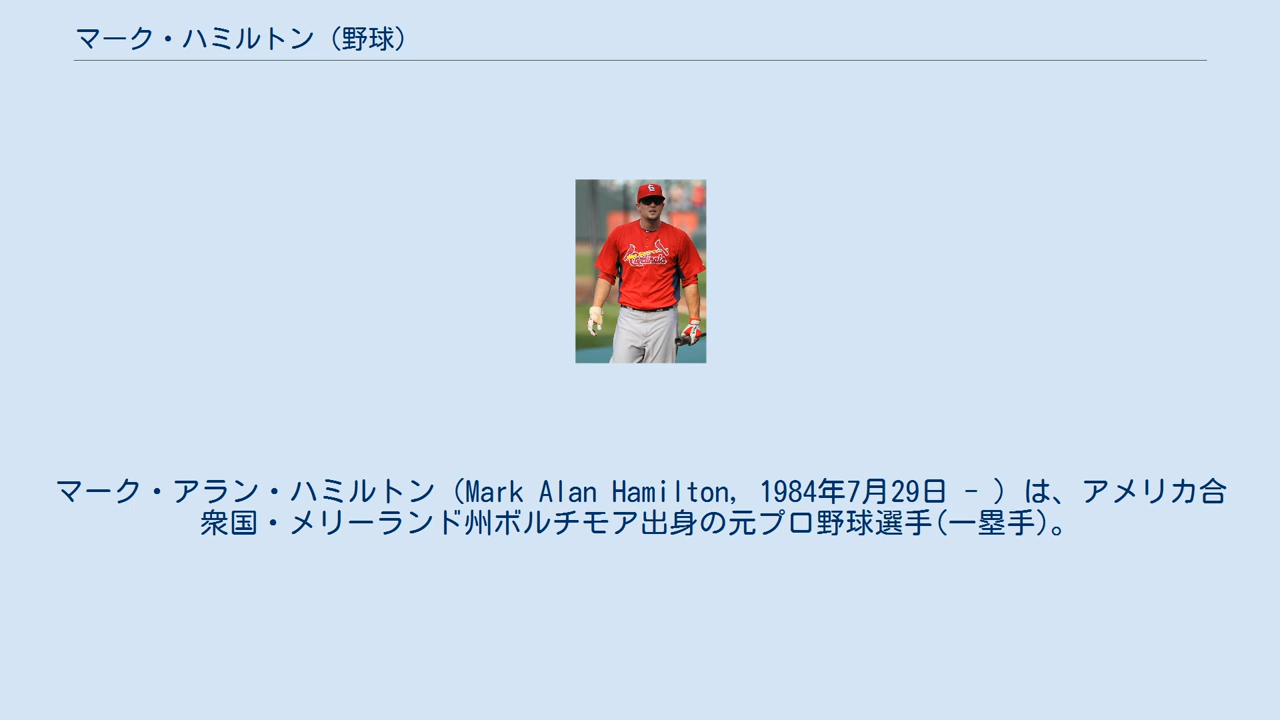 マーク・ハミルトン (野球)
Cardinals
マーク・アラン・ハミルトン (Mark Alan Hamilton, 1984年7月29日 - ) は、アメリカ合
衆国・メリーランド州ボルチモア出身の元プロ野球選手(一塁手)。